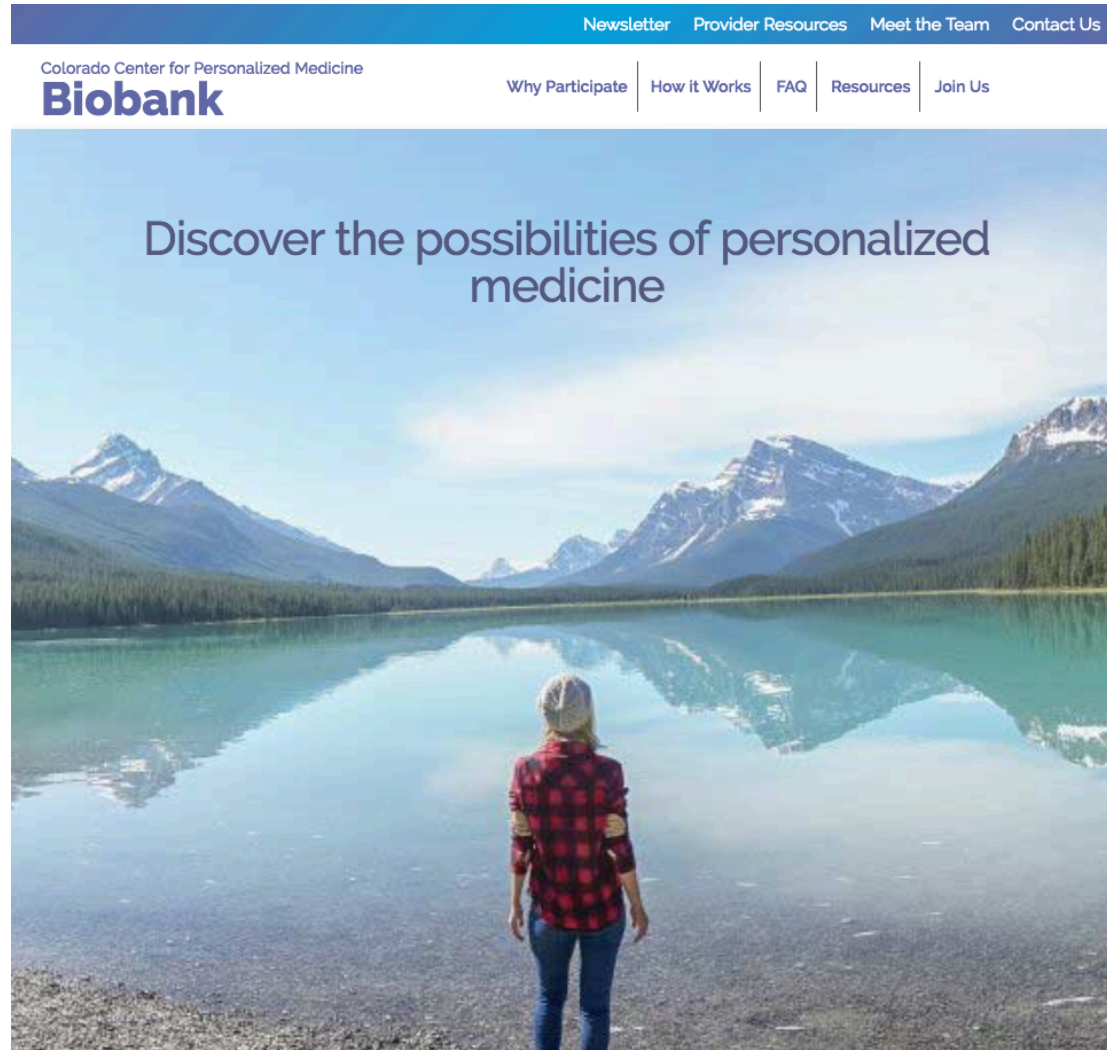 Newsletter Provider Resources Meet the Team Contact Us
Colorado Center for Personalized Medicine
Biobank
Why Participate How it Works FAQ Resources Join Us
Discover the possibilities of personalized
medicine